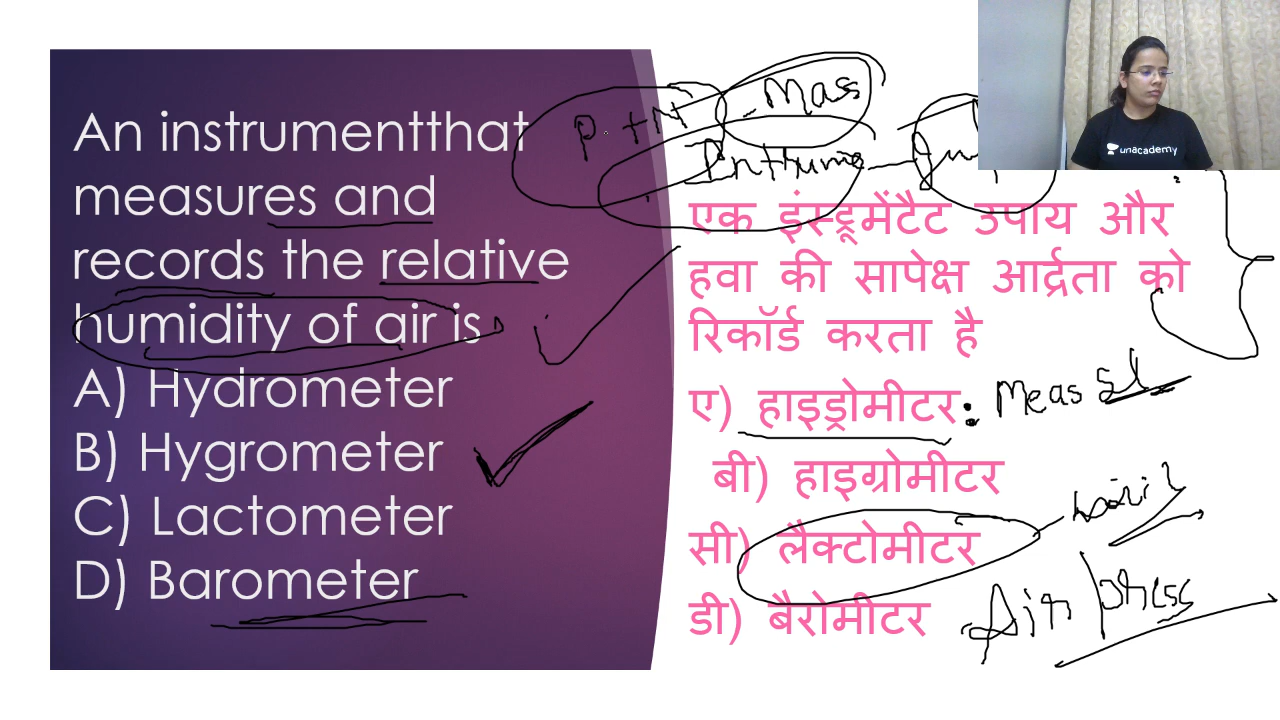 An instrumentthat
measures and
records the relative
humidity of air is
A) Hydrometer
B) Hygrometer
C) Lactometer
D) Barometer
P + N - Mass
unacademy
एक इंस्ट्रूमेंटैट उपाय और
हवा की सापेक्ष आर्द्रता को
रिकॉर्ड करता है
ए) हाइड्रोमीटर : Meas
बी) हाइग्रोमीटर
सी) लैक्टोमीटर
डी) बैरोमीटर
Air